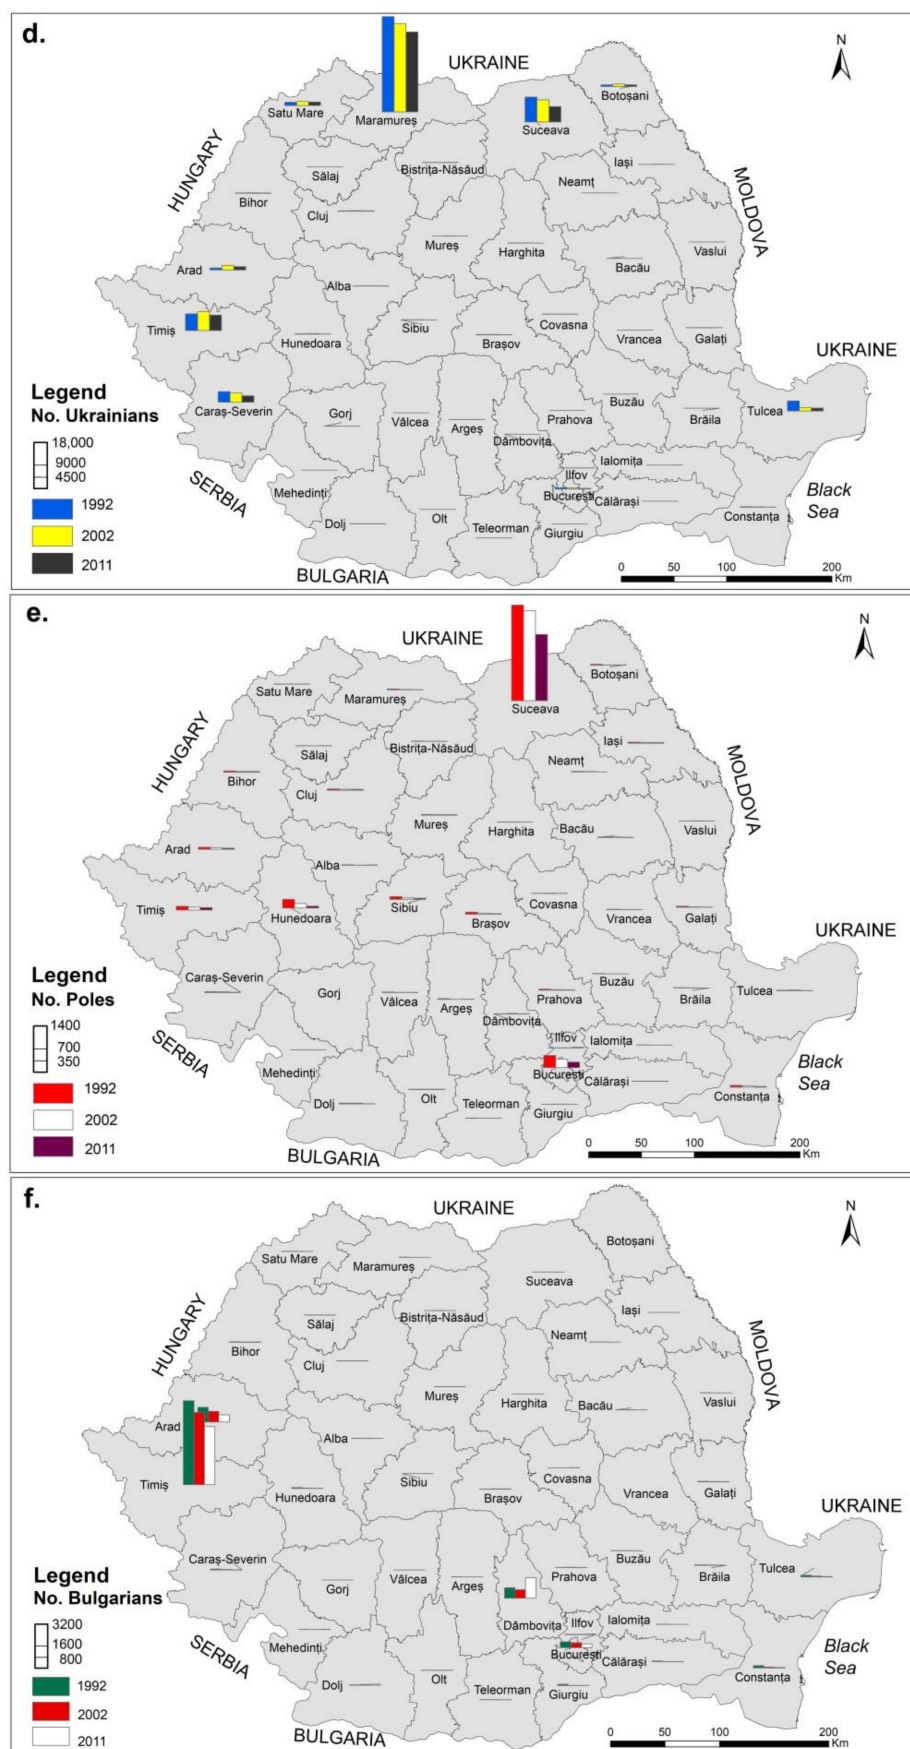 d.
UKRAINE
N
Botoșani
Satu Mare
Maramureș
Suceava
HUNGARY
Iași
Sălaj
Bistrița-Năsăud
Neamț
MOLDOVA
Bihor
Cluj
Mureș
Harghita
Vaslui
Bacău
Arad
Alba
Timiș
Sibiu
Covasna
Hunedoara
Brașov
Vrancea
Galați
UKRAINE
Legend
No. Ukrainians
Caraș-Severin
Gorj
Vâlcea
Argeș
Prahova
Buzău
Brăila
Tulcea
Dâmbovița
18,000
9000
4500
Ialomița
Ilfov
SERBIA
Mehedinți
București
Călărași
Black
Sea
1992
Dolj
Olt
Teleorman
Giurgiu
Constanța
2002
2011
BULGARIA
0 50 100 200
Km
e.
UKRAINE
N
Botoșani
Satu Mare
Maramureș
Suceava
HUNGARY
Iași
Sălaj
Bistrița-Năsăud
Neamț
MOLDOVA
Bihor
Cluj
Mureș
Harghita
Bacău
Vaslui
Arad
Alba
Timiș
Hunedoara
Sibiu
Covasna
Brașov
Vrancea
Galați
UKRAINE
Legend
No. Poles
Caraș-Severin
Gorj
Vâlcea
Argeș
Prahova
Buzău
Brăila
Tulcea
Dâmbovița
1400
700
350
Ilfov
Ialomița
SERBIA
Mehedinți
București
Călărași
Black
Sea
1992
Dolj
Olt
Teleorman
Giurgiu
Constanța
2002
2011
BULGARIA
0 50 100 200
Km
f.
UKRAINE
N
Botoșani
Satu Mare
Maramureș
Suceava
HUNGARY
Iași
Sălaj
Bistrița-Năsăud
Neamț
MOLDOVA
Bihor
Cluj
Mureș
Harghita
Bacău
Vaslui
Arad
Alba
Timiș
Hunedoara
Sibiu
Covasna
Brașov
Vrancea
Galați
UKRAINE
Legend
No. Bulgarians
Caraș-Severin
Gorj
Vâlcea
Argeș
Prahova
Buzău
Brăila
Tulcea
3200
1600
800
Dâmbovița
Ilfov
Ialomița
SERBIA
Mehedinți
București
Călărași
Black
Sea
1992
Dolj
Olt
Teleorman
Giurgiu
Constanța
2002
2011
BULGARIA
0 50 100 200
Km